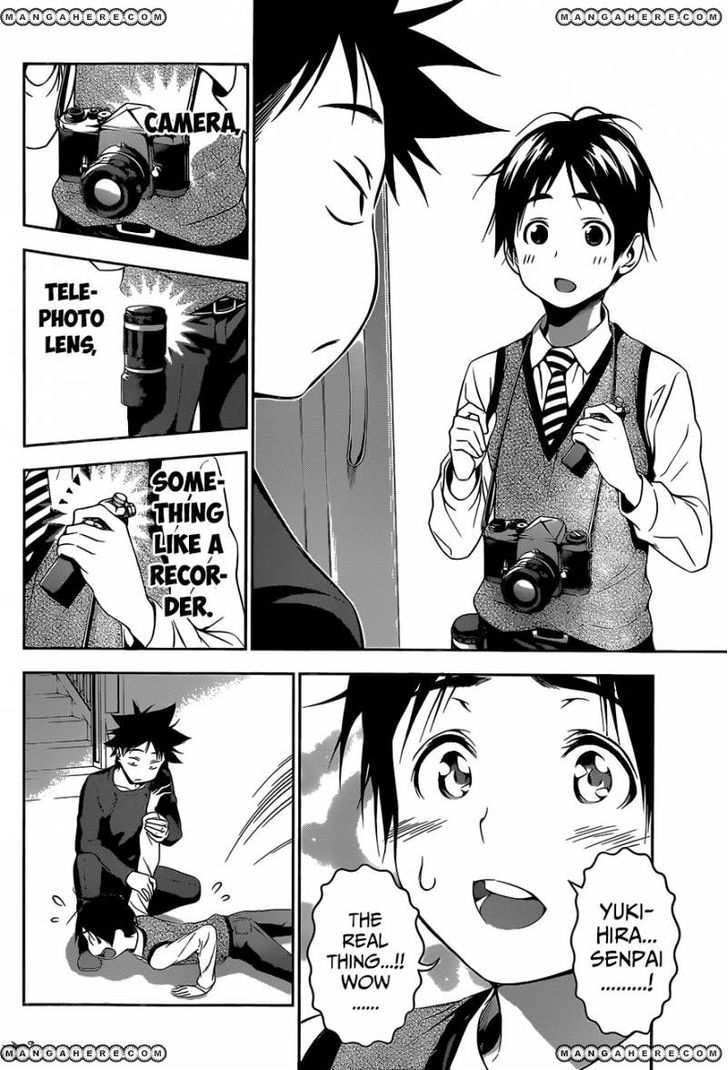 MANGAHERE.COM
MANGAHERE.COM
CAMERA,
TELE-
PHOTO
LENS,
SOME-
THING
LIKE A
RECOR-
DER.
YUKI-
HIRA...
SENPAI
.........!
THE
REAL
THING...!!
WOW
......
MANGAHERE.COM
MANGAHERE.COM